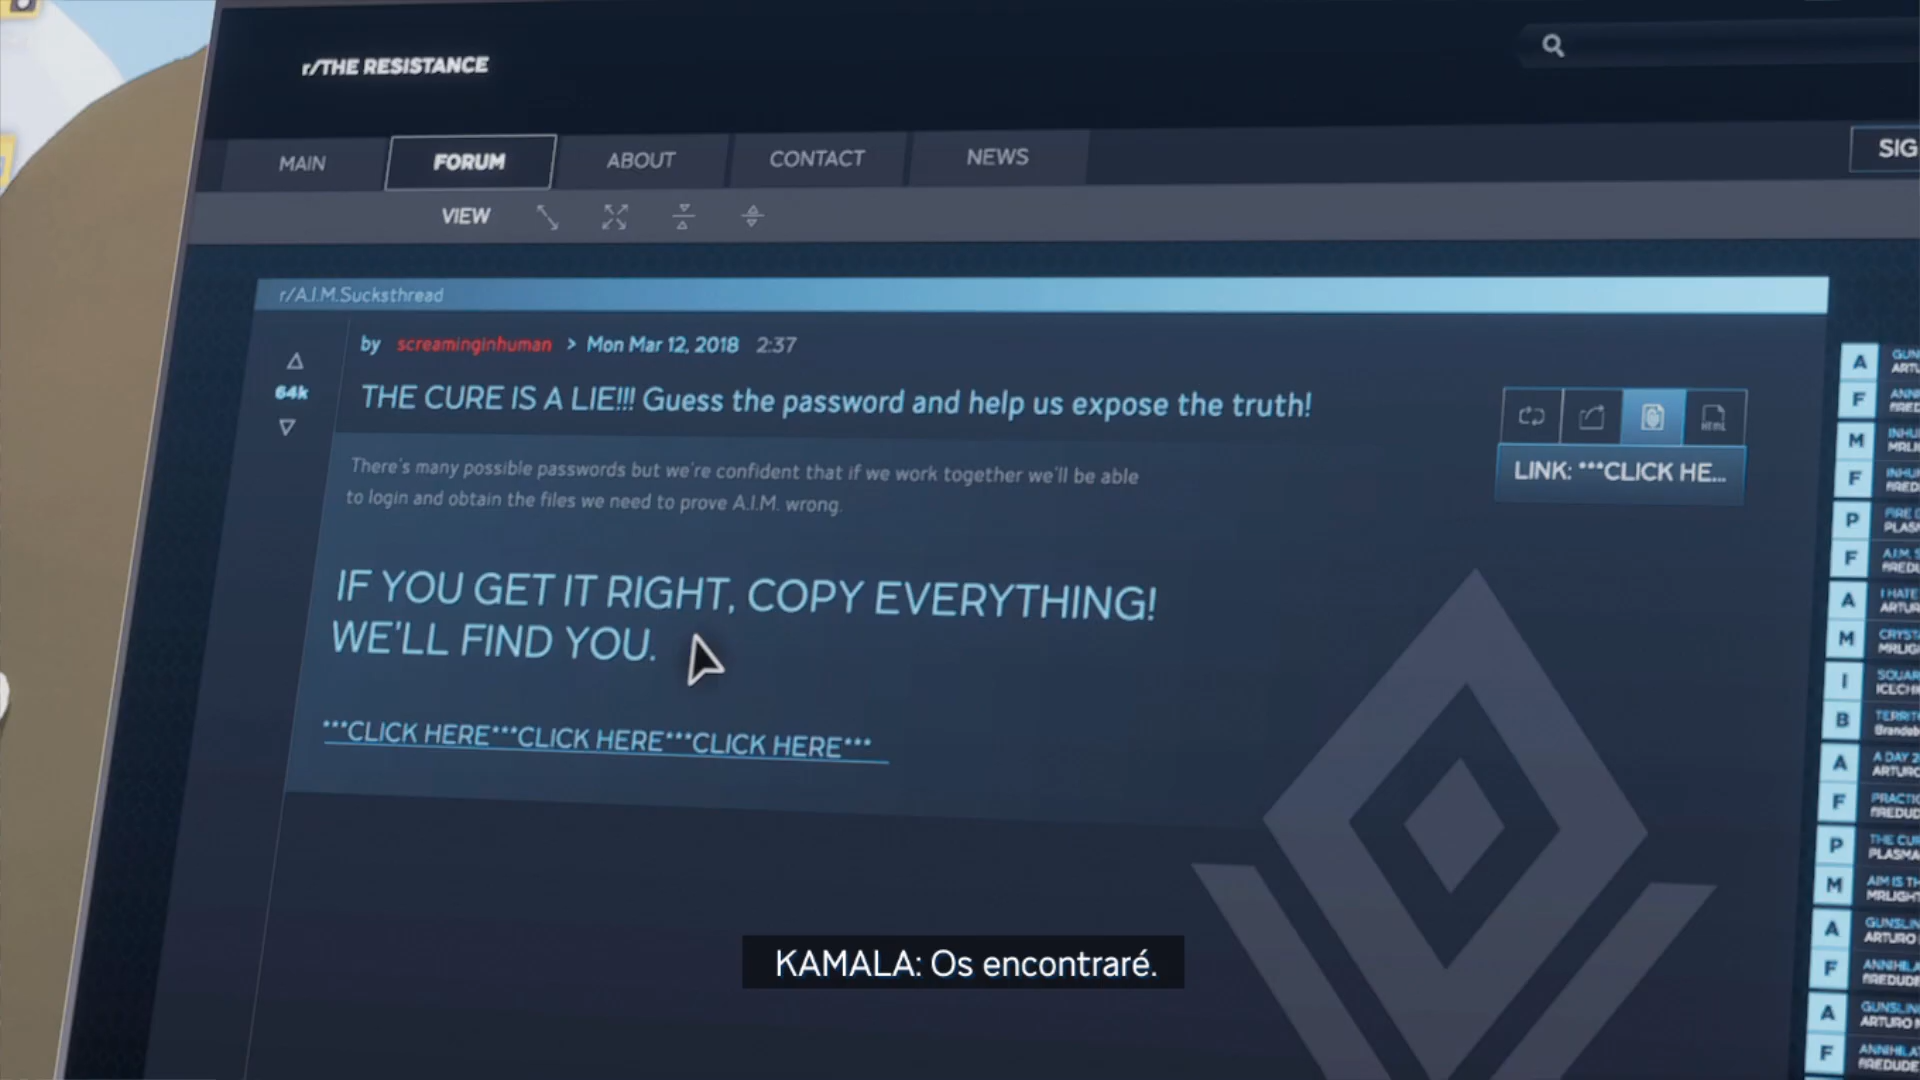 r/THE RESISTANCE
MAIN
FORUM
ABOUT
CONTACT
NEWS
SIG
VIEW
r/A.I.M.Sucksthread
by screaminginhuman > Mon Mar 12, 2018 2:37
64k
THE CURE IS A LIE!!! Guess the password and help us expose the truth!
There's many possible passwords but we're confident that if we work together we'll be able
to login and obtain the files we need to prove A.I.M. wrong.
HTML
LINK: ***CLICK HE...
IF YOU GET IT RIGHT, COPY EVERYTHING!
WE'LL FIND YOU.
***CLICK HERE***CLICK HERE***CLICK HERE***
KAMALA: Os encontraré.
A
F
M
F
P
F
A
M
I
B
A
F
P
M
A
F
A
F